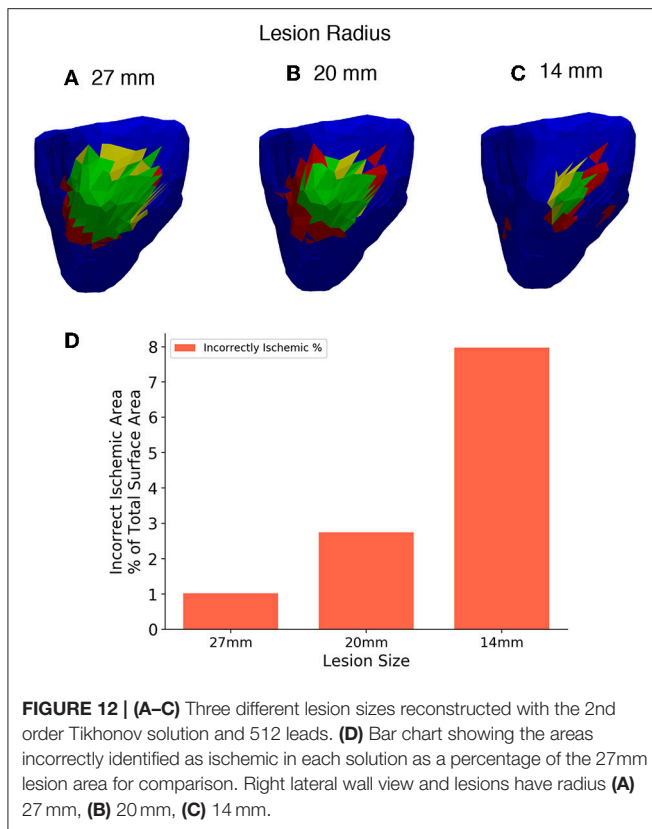 Lesion Radius
A 27 mm
B 20 mm
C 14 mm
D
Incorrectly Ischemic %
Incorrect Ischemic Area
% of Total Surface Area
8
7
6
5
4
3
2
1
0
27mm 20mm 14mm
Lesion Size
FIGURE 12 | (A–C) Three different lesion sizes reconstructed with the 2nd
order Tikhonov solution and 512 leads. (D) Bar chart showing the areas
incorrectly identified as ischemic in each solution as a percentage of the 27mm
lesion area for comparison. Right lateral wall view and lesions have radius (A)
27 mm, (B) 20 mm, (C) 14 mm.